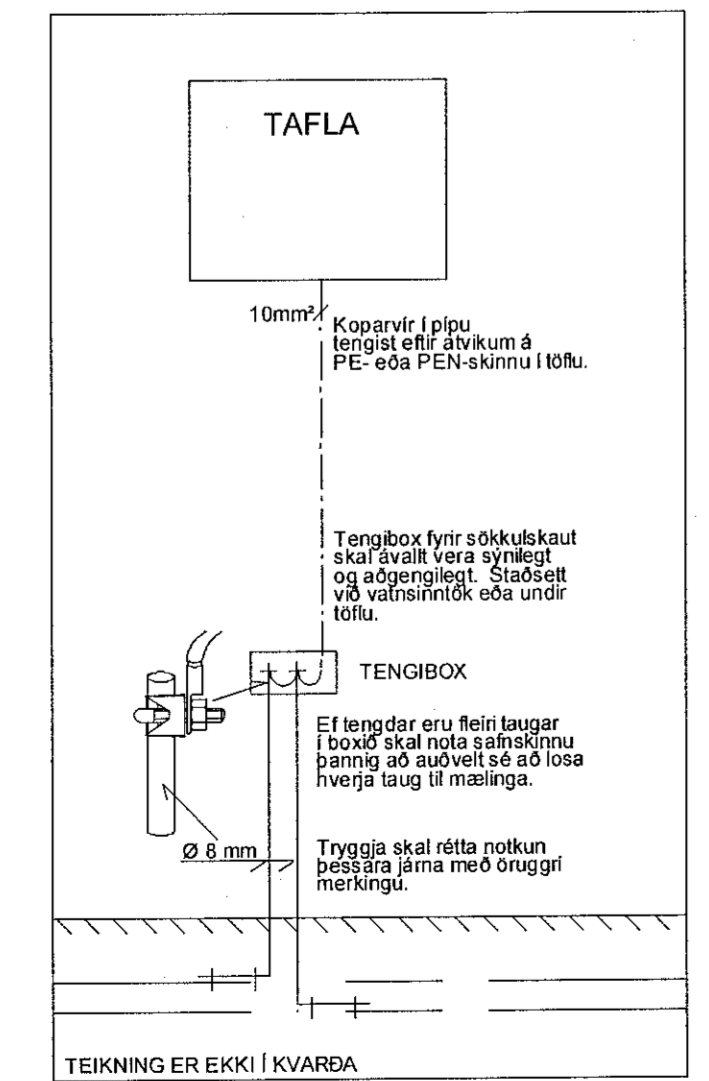 TAFLA
10mm²
Koparvír í pípu
tengist eftir átvikum á
PE- eða PEN-skinnu í töflu.
Tengibox fyrir sökkulskaut
skal ávallt vera sýnilegt
og aðgengilegt. Staðsett
við vatnsinntök eða undir
töflu.
TENGIBOX
Ef tengdar eru fleiri taugar
í boxið skal nota safnskinnu
þannig að auðvelt sé að losa
hverja taug til mælinga.
Ø 8 mm
Tryggja skal rétta notkun
þessara járna með öruggri
merkingu.
TEIKNING ER EKKI Í KVARÐA